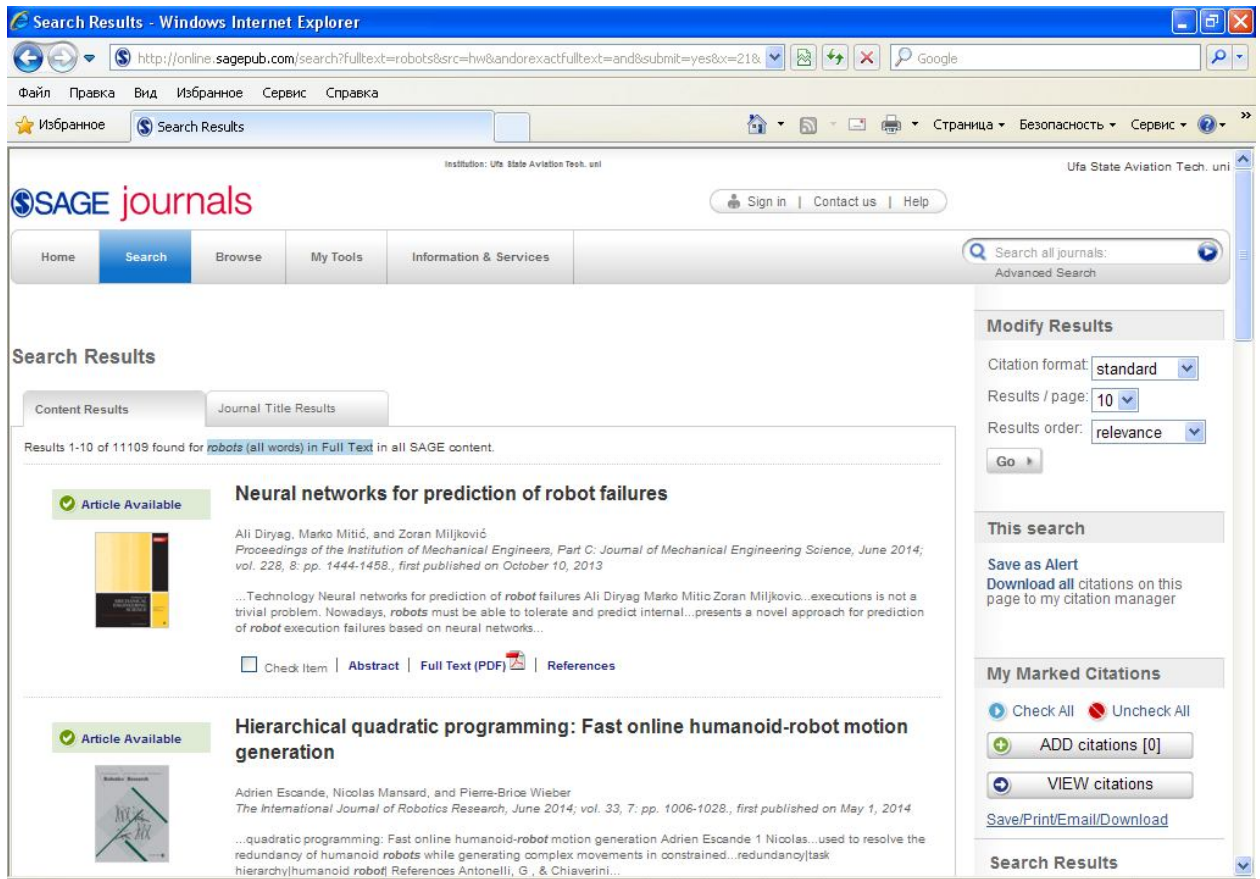 Search Results - Windows Internet Explorer
http://online.sagepub.com/search?fulltext=robots&src=hw&andorexactfulltext=and&submit=yes&x=21&
Google
Файл Правка Вид Избранное Сервис Справка
Избранное
Search Results
Страница Безопасность Сервис
Institution: Ufa State Aviation Tech. uni
Ufa State Aviation Tech. uni
SAGE journals
Sign in | Contact us | Help
Home Search Browse My Tools Information & Services
Search all journals:
Advanced Search
Search Results
Content Results
Journal Title Results
Results 1-10 of 11109 found for robots (all words) in Full Text in all SAGE content.
Article Available
Neural networks for prediction of robot failures
Ali Diryag, Marko Mitić, and Zoran Miljković
Proceedings of the Institution of Mechanical Engineers, Part C: Journal of Mechanical Engineering Science, June 2014;
vol. 228, 8: pp. 1444-1458., first published on October 10, 2013
...Technology Neural networks for prediction of robot failures Ali Diryag Marko Mitic Zoran Miljkovic...executions is not a
trivial problem. Nowadays, robots must be able to tolerate and predict internal...presents a novel approach for prediction
of robot execution failures based on neural networks...
Check Item | Abstract | Full Text (PDF) | References
Article Available
Hierarchical quadratic programming: Fast online humanoid-robot motion
generation
Adrien Escande, Nicolas Mansard, and Pierre-Brice Wieber
The International Journal of Robotics Research, June 2014; vol. 33, 7: pp. 1006-1028., first published on May 1, 2014
...quadratic programming: Fast online humanoid-robot motion generation Adrien Escande 1 Nicolas...used to resolve the
redundancy of humanoid robots while generating complex movements in constrained...redundancy|task
hierarchy|humanoid robot| References Antonelli, G , & Chiaverini...
Modify Results
Citation format: standard
Results / page: 10
Results order: relevance
Go
This search
Save as Alert
Download all citations on this
page to my citation manager
My Marked Citations
Check All Uncheck All
ADD citations [0]
VIEW citations
Save/Print/Email/Download
Search Results